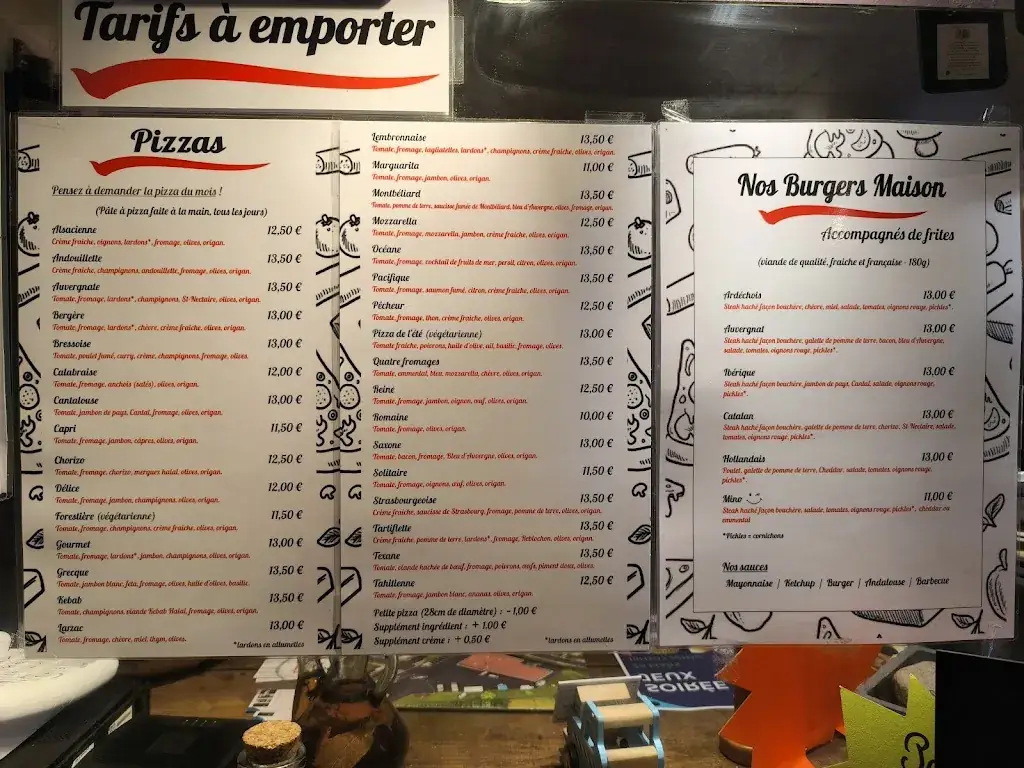 Tarifs à emporter
Pizzas
Pensez à demander la pizza du mois !
(Pâte à pizza faite à la main, tous les jours)
Alsacienne 12,50 €
Crème fraîche, oignons, lardons*, fromage, olives, origan.
Andouillette 13,50 €
Crème fraîche, champignons, andouillette, fromage, olives, origan.
Auvergnate 13,50 €
Tomate, fromage, lardons*, champignons, St-Nectaire, olives, origan.
Bergère 13,00 €
Tomate, fromage, lardons*, chèvre, crème fraîche, olives, origan.
Bressoise 13,00 €
Tomate, poulet fumé, curry, crème, champignons, fromage, olives.
Calabraise 12,00 €
Tomate, fromage, anchois (salés), olives, origan.
Cantalouse 13,00 €
Tomate, jambon de pays, Cantal, fromage, olives, origan.
Capri 11,50 €
Tomate, fromage, jambon, câpres, olives, origan.
Chorizo 12,50 €
Tomate, fromage, chorizo, merguez halal, olives, origan.
Délice 12,00 €
Tomate, fromage, jambon, champignons, olives, origan.
Forestière (végétarienne) 11,50 €
Tomate, fromage, champignons, crème fraîche, olives, origan.
Gourmet 13,00 €
Tomate, fromage, lardons*, jambon, champignons, olives, origan.
Grecque 13,00 €
Tomate, jambon blanc, féta, fromage, olives, huile d'olives, basilic.
Kebab 13,50 €
Tomate, champignons, viande Kebab Halal, fromage, olives, origan.
Larzac 13,00 €
Tomate, fromage, chèvre, miel, thym, olives.
*lardons en allumettes
Lembronnaise 13,50 €
Tomate, fromage, tagliatelles, lardons*, champignons, crème fraîche, olives, origan.
Marguarita 11,00 €
Tomate, fromage, jambon, olives, origan.
Montbéliard 13,50 €
Tomate, pomme de terre, saucisse fumée de Montbéliard, bleu d'Auvergne, olives, fromage, origan.
Mozzarella 12,50 €
Tomate, fromage, mozzarella, jambon, crème fraîche, olives, origan.
Océane 13,50 €
Tomate, fromage, cocktail de fruits de mer, persil, citron, olives, origan.
Pacifique 13,50 €
Tomate, fromage, saumon fumé, citron, crème fraîche, olives, origan.
Pêcheur 12,50 €
Tomate, fromage, thon, crème fraîche, olives, origan.
Pizza de l'été (végétarienne) 13,00 €
Tomate fraîche, poivrons, huile d'olive, ail, basilic, fromage, olives.
Quatre fromages 13,50 €
Tomate, emmental, bleu, mozzarella, chèvre, olives, origan.
Reine 12,50 €
Tomate, fromage, jambon, oignon, œuf, olives, origan.
Romaine 10,00 €
Tomate, fromage, olives, origan.
Saxone 13,00 €
Tomate, bacon, fromage, Bleu d'Auvergne, olives, origan.
Solitaire 11,50 €
Tomate, fromage, oignons, œuf, olives, origan.
Strasbourgeoise 13,50 €
Crème fraîche, saucisse de Strasbourg, fromage, pomme de terre, olives, origan.
Tartiflette 13,50 €
Crème fraîche, pomme de terre, lardons*, fromage, Reblochon, olives, origan.
Texane 13,50 €
Tomate, viande hachée de bœuf, fromage, poivrons, œufs, piment doux, olives.
Tahitienne 12,50 €
Tomate, fromage, jambon blanc, ananas, olives, origan.
Petite pizza (28cm de diamètre) : - 1,00 €
Supplément ingrédient : + 1.00 €
Supplément crème : + 0,50 €
*lardons en allumettes
Nos Burgers Maison
Accompagnés de frites
(viande de qualité, fraîche et française - 180g)
Ardéchois 13,00 €
Steak haché façon bouchère, chèvre, miel, salade, tomates, oignons rouge, pickles*.
Auvergnat 13,00 €
Steak haché façon bouchère, galette de pomme de terre, bacon, bleu d'Auvergne,
salade, tomates, oignons rouge, pickles*.
Ibérique 13,00 €
Steak haché façon bouchère, jambon de pays, Cantal, salade, oignons rouge,
pickles*.
Catalan 13,00 €
Steak haché façon bouchère, galette de pomme de terre, chorizo, St-Nectaire, salade,
tomates, oignons rouge, pickles*.
Hollandais 13,00 €
Poulet, galette de pomme de terre, Cheddar, salade, tomates, oignons rouge,
pickles*.
Mino 11,00 €
Steak haché façon bouchère, salade, tomates, oignons rouge, pickles*, cheddar ou
emmental
*Pickles = cornichons
Nos sauces
Mayonnaise / Ketchup / Burger / Andalouse / Barbecue
SOIRÉE
JEUX